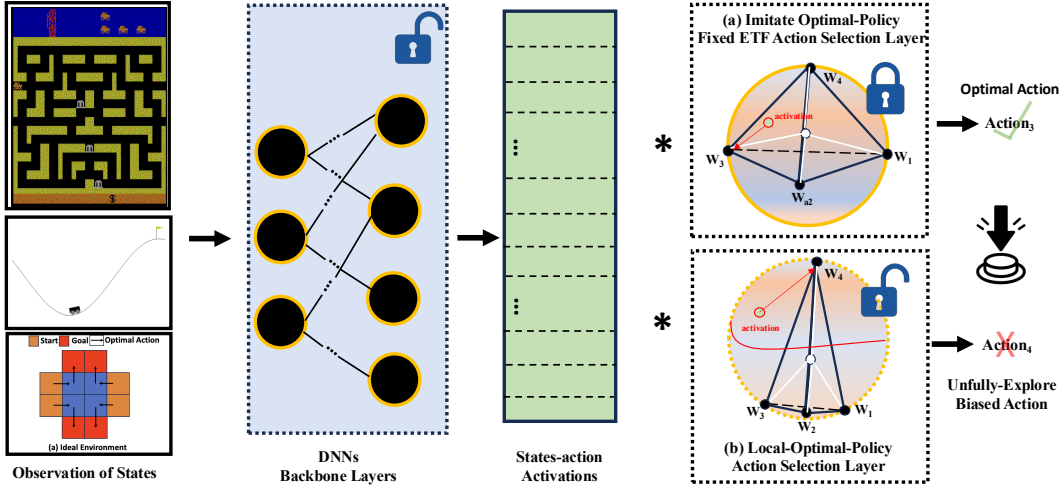 (a) Imitate Optimal-Policy
Fixed ETF Action Selection Layer
W₄
activation
W₃
W₁
Wₐ₂
Optimal Action
Action₃
*
$
Start Goal Optimal Action
(a) Ideal Environment
Observation of States
DNNs
Backbone Layers
States-action
Activations
*
W₄
activation
W₃
W₂
W₁
(b) Local-Optimal-Policy
Action Selection Layer
Action₄
Unfully-Explore
Biased Action